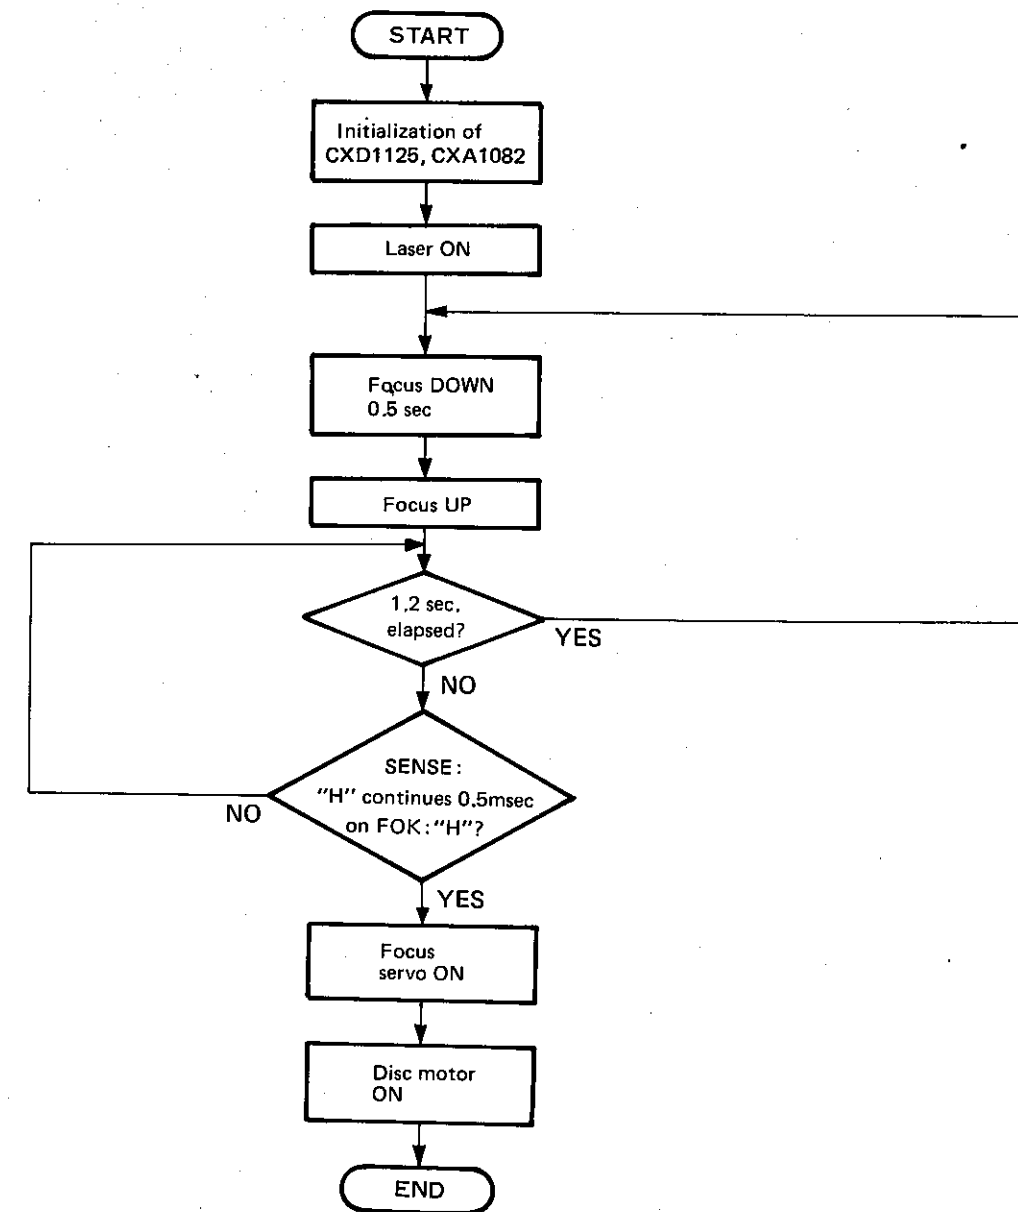 START
Initialization of
CXD1125, CXA1082
Laser ON
Focus DOWN
0.5 sec
Focus UP
1.2 sec.
elapsed?
YES
NO
SENSE:
"H" continues 0.5msec
on FOK: "H"?
NO
YES
Focus
servo ON
Disc motor
ON
END